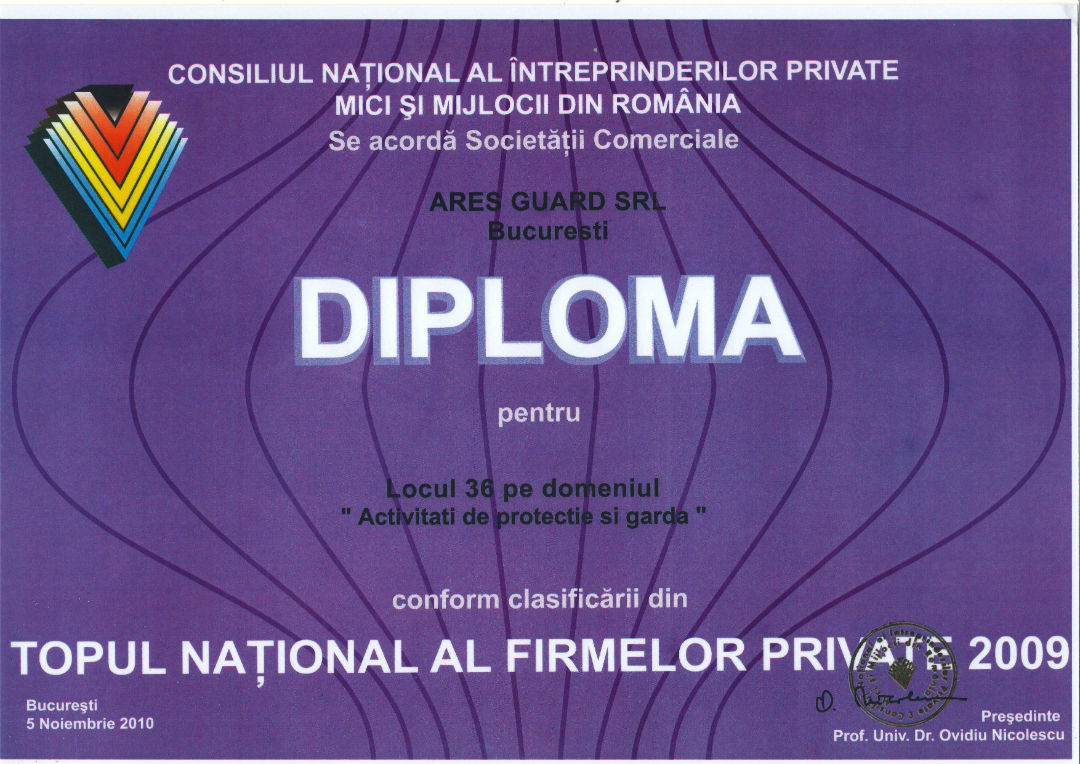 CONSILIUL NAȚIONAL AL ÎNTREPRINDERILOR PRIVATE
MICI ŞI MIJLOCII DIN ROMÂNIA
Se acordă Societății Comerciale
ARES GUARD SRL
Bucuresti
DIPLOMA
pentru
Locul 36 pe domeniul
" Activitati de protectie si garda "
conform clasificării din
TOPUL NAȚIONAL AL FIRMELOR PRIVATE 2009
Bucureşti
5 Noiembrie 2010
Preşedinte
Prof. Univ. Dr. Ovidiu Nicolescu